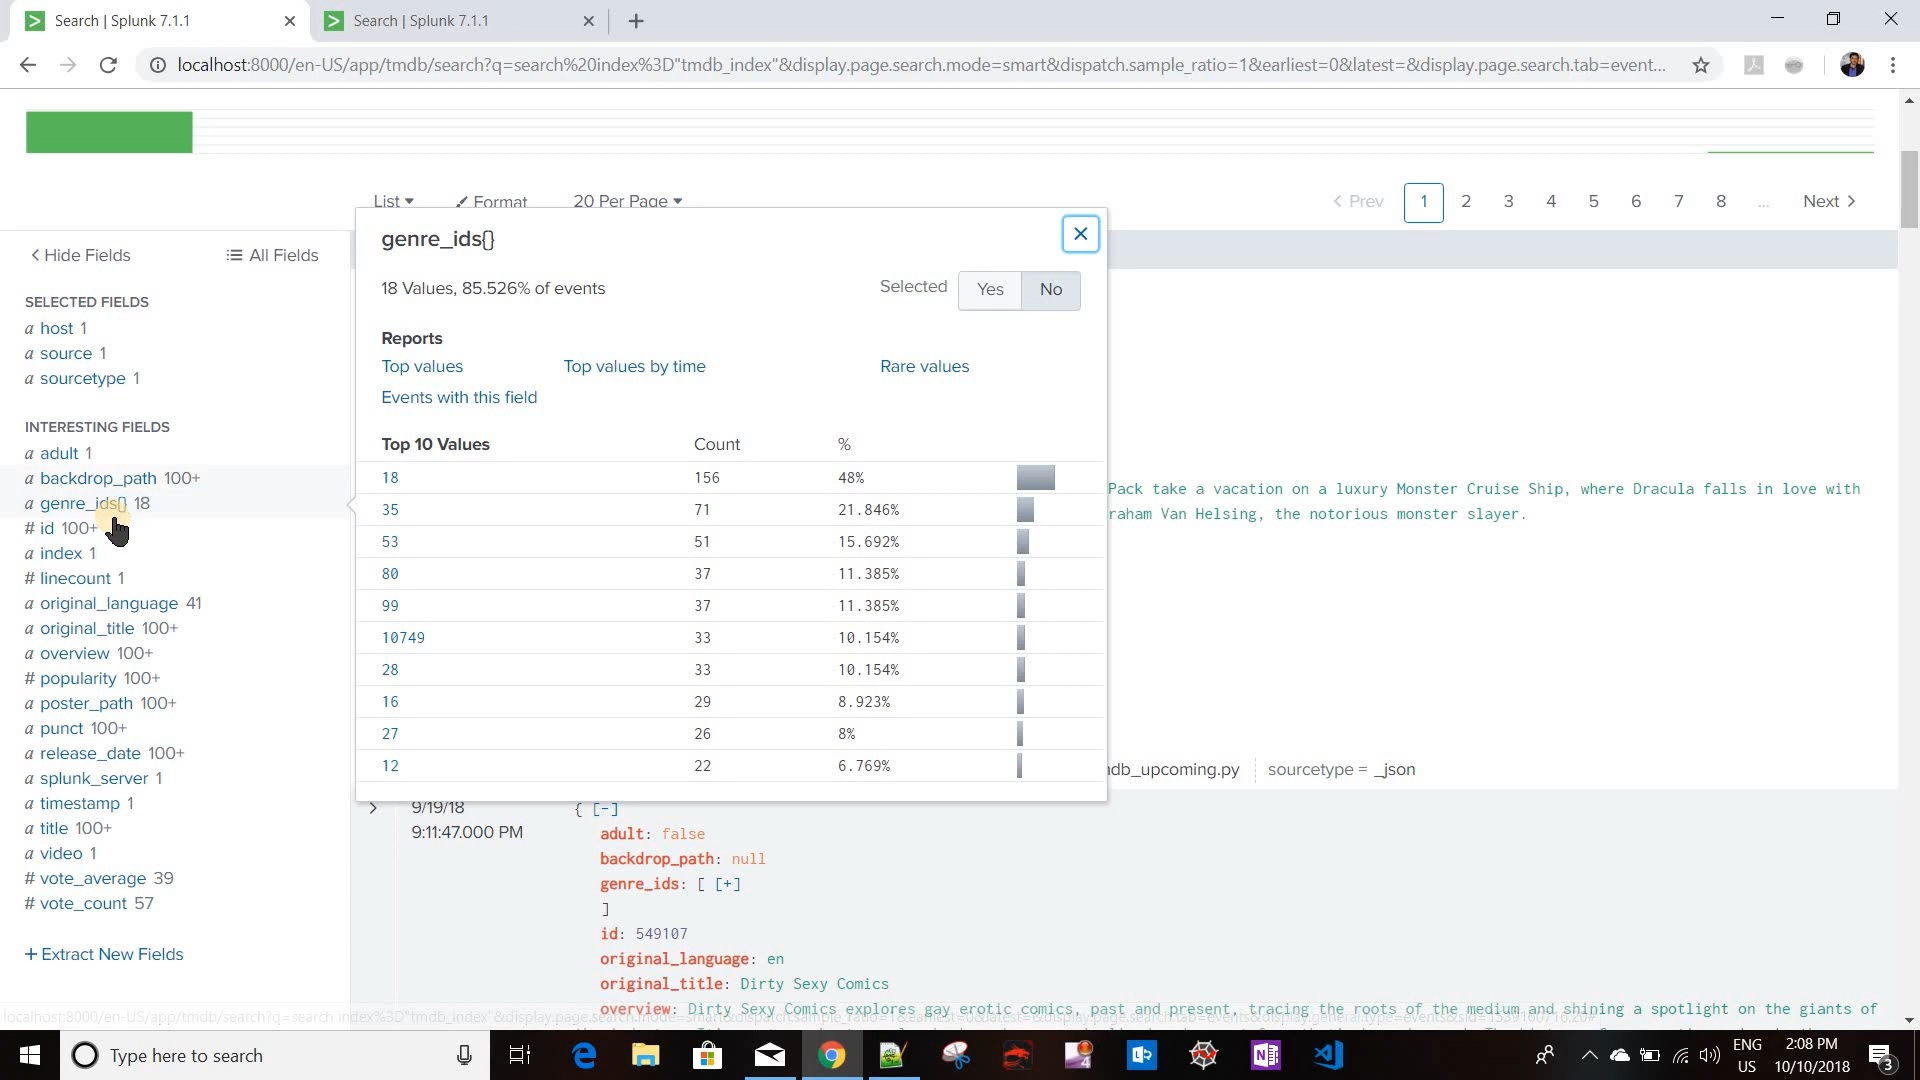 Search | Splunk 7.1.1
Search | Splunk 7.1.1
localhost:8000/en-US/app/tmdb/search?q=search%20index%3D"tmdb_index"&display.page.search.mode=smart&dispatch.sample_ratio=1&earliest=0&latest=&display.page.search.tab=event...
List
Format
20 Per Page
Prev 1 2 3 4 5 6 7 8 ... Next
Hide Fields
All Fields
SELECTED FIELDS
a host 1
a source 1
a sourcetype 1
INTERESTING FIELDS
a adult 1
a backdrop_path 100+
a genre_ids{} 18
# id 100+
a index 1
# linecount 1
a original_language 41
a original_title 100+
a overview 100+
# popularity 100+
a poster_path 100+
a punct 100+
a release_date 100+
a splunk_server 1
a timestamp 1
a title 100+
a video 1
# vote_average 39
# vote_count 57
+ Extract New Fields
genre_ids{}
18 Values, 85.526% of events
Selected Yes No
Reports
Top values
Top values by time
Rare values
Events with this field
Top 10 Values Count %
18 156 48%
35 71 21.846%
53 51 15.692%
80 37 11.385%
99 37 11.385%
10749 33 10.154%
28 33 10.154%
16 29 8.923%
27 26 8%
12 22 6.769%
Pack take a vacation on a luxury Monster Cruise Ship, where Dracula falls in love with
raham Van Helsing, the notorious monster slayer.
mdb_upcoming.py sourcetype = _json
9/19/18
9:11:47.000 PM
{ [-]
adult: false
backdrop_path: null
genre_ids: [ [+]
]
id: 549107
original_language: en
original_title: Dirty Sexy Comics
overview: Dirty Sexy Comics explores gay erotic comics, past and present, tracing the roots of the medium and shining a spotlight on the giants of
Type here to search
ENG
US
2:08 PM
10/10/2018
3